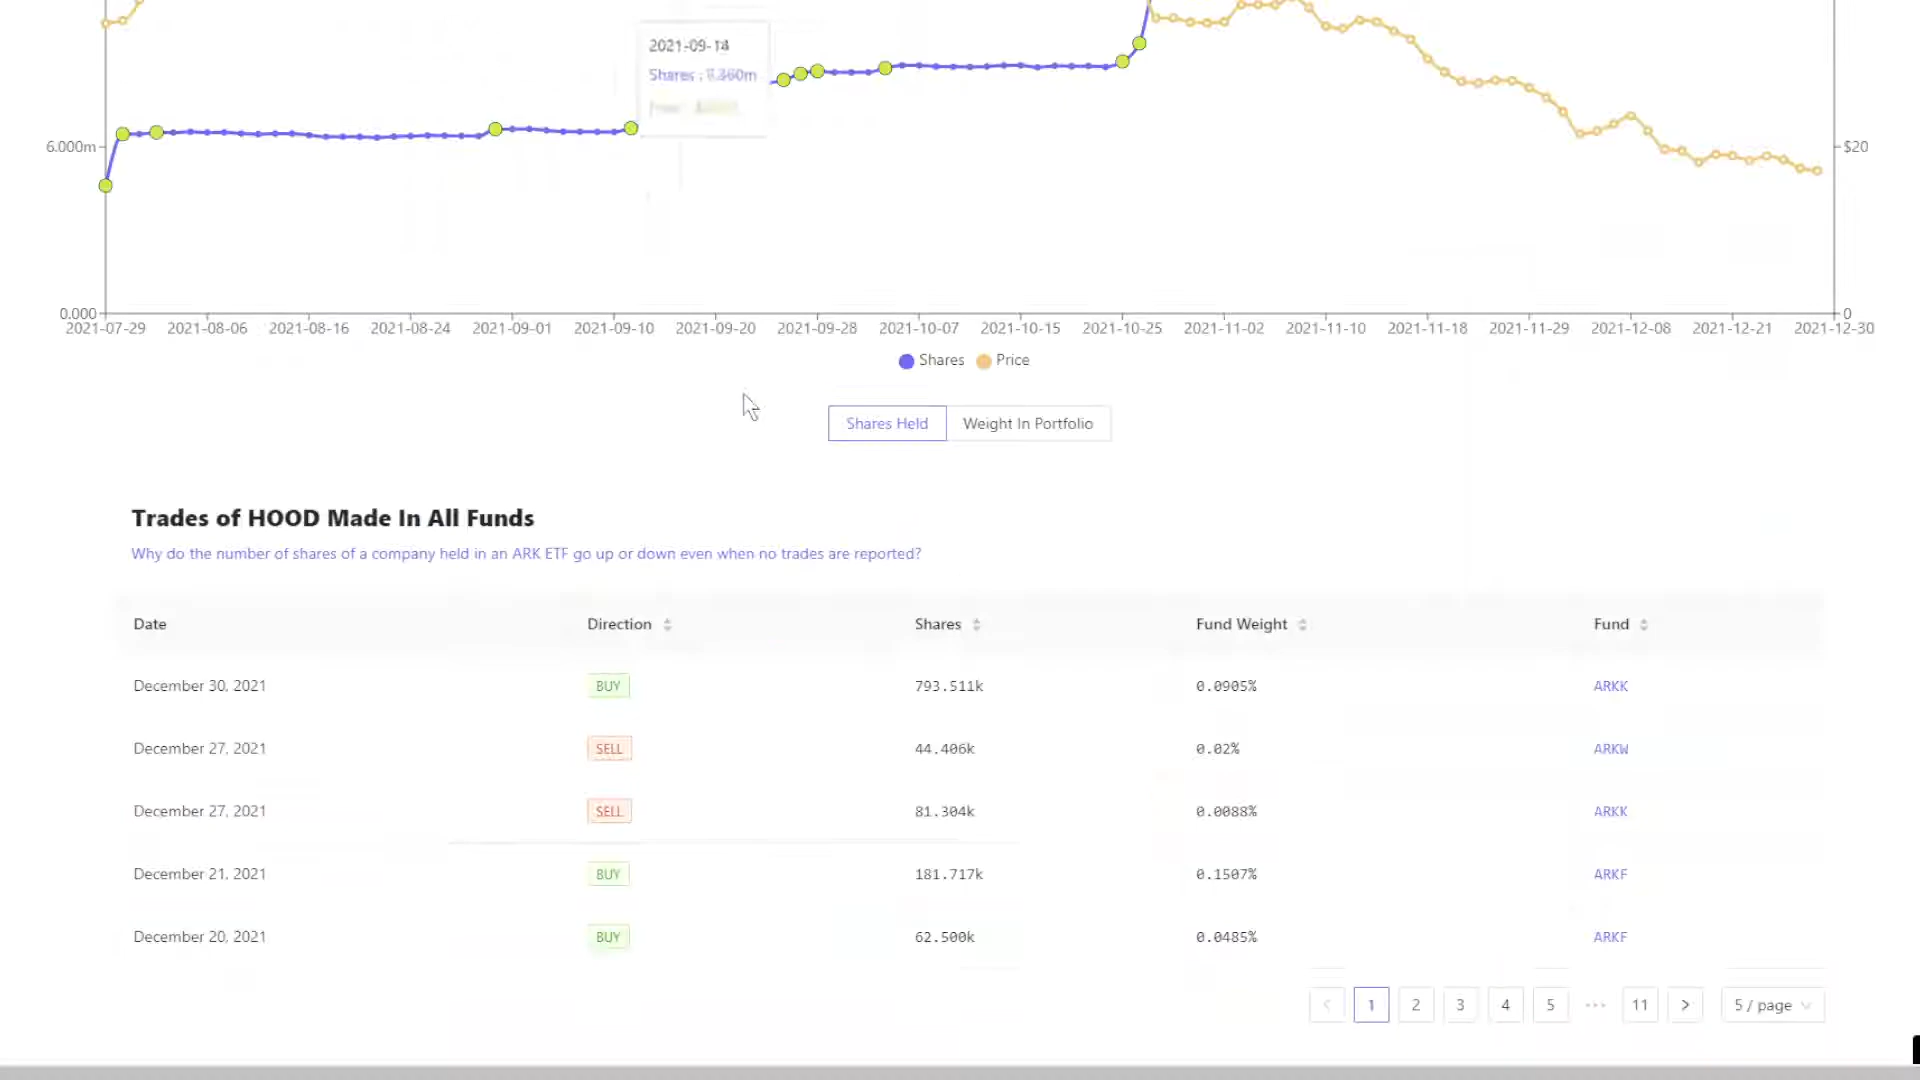 2021-09-14
Shares :
6.000m
$20
0.000
0
2021-07-29 2021-08-06 2021-08-16 2021-08-24 2021-09-01 2021-09-10 2021-09-20 2021-09-28 2021-10-07 2021-10-15 2021-10-25 2021-11-02 2021-11-10 2021-11-18 2021-11-29 2021-12-08 2021-12-21 2021-12-30
Shares Price
Shares Held Weight In Portfolio
Trades of HOOD Made In All Funds
Why do the number of shares of a company held in an ARK ETF go up or down even when no trades are reported?
Date Direction Shares Fund Weight Fund
December 30, 2021 BUY 793.511k 0.0905% ARKK
December 27, 2021 SELL 44.406k 0.02% ARKW
December 27, 2021 SELL 81.304k 0.0088% ARKK
December 21, 2021 BUY 181.717k 0.1507% ARKF
December 20, 2021 BUY 62.500k 0.0485% ARKF
< 1 2 3 4 5 ••• 11 > 5 / page